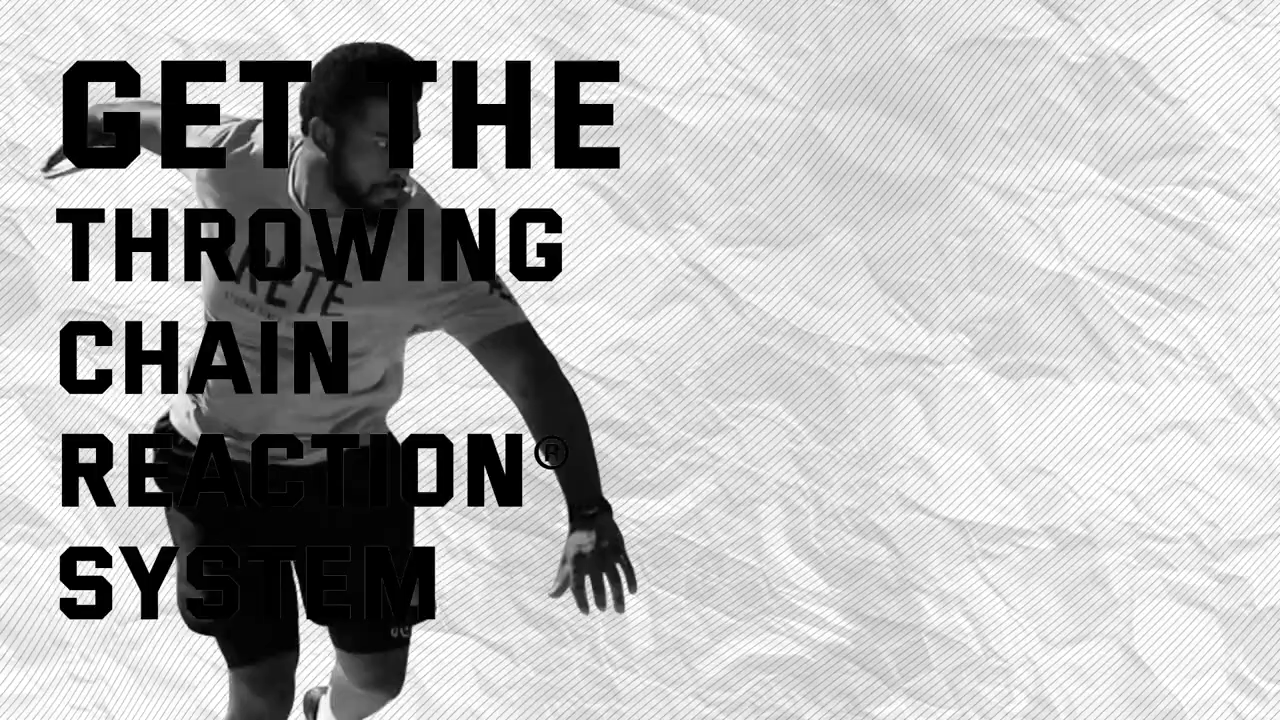 GET THE
THROWING
CHAIN
REACTION®
SYSTEM